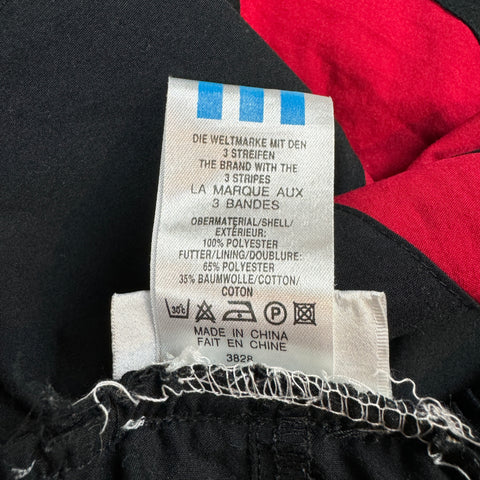 DIE WELTMARKE MIT DEN
3 STREIFEN
THE BRAND WITH THE
3 STRIPES
LA MARQUE AUX
3 BANDES
OBERMATERIAL/SHELL/
EXTÉRIEUR:
100% POLYESTER
FUTTER/LINING/DOUBLURE:
65% POLYESTER
35% BAUMWOLLE/COTTON/
COTON
30°C P
MADE IN CHINA
FAIT EN CHINE
3828